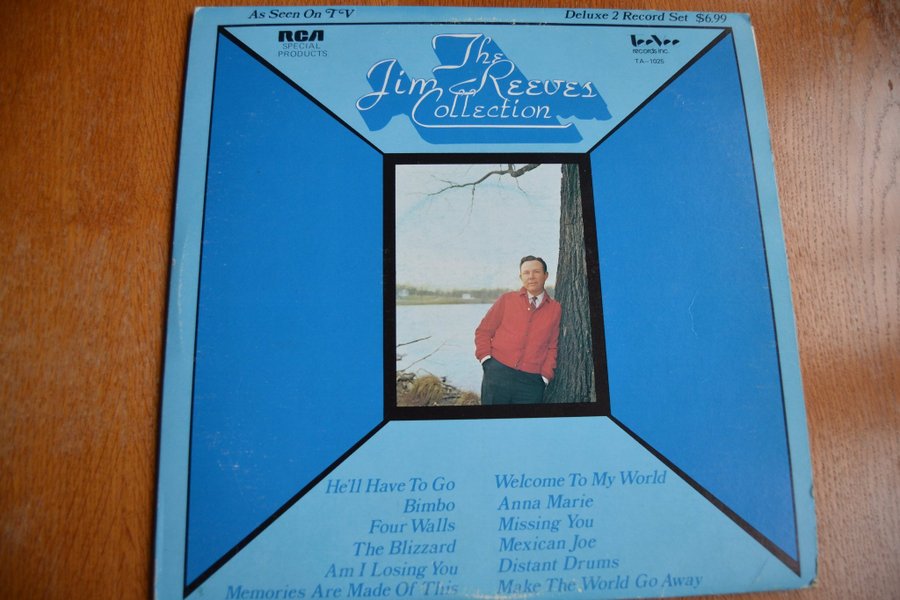 As Seen On TV
Deluxe 2 Record Set $6.99
RCA
SPECIAL
PRODUCTS
The
Jim Reeves
Collection
records inc.
TA-1025
He'll Have To Go
Bimbo
Four Walls
The Blizzard
Am I Losing You
Memories Are Made Of This
Welcome To My World
Anna Marie
Missing You
Mexican Joe
Distant Drums
Make The World Go Away